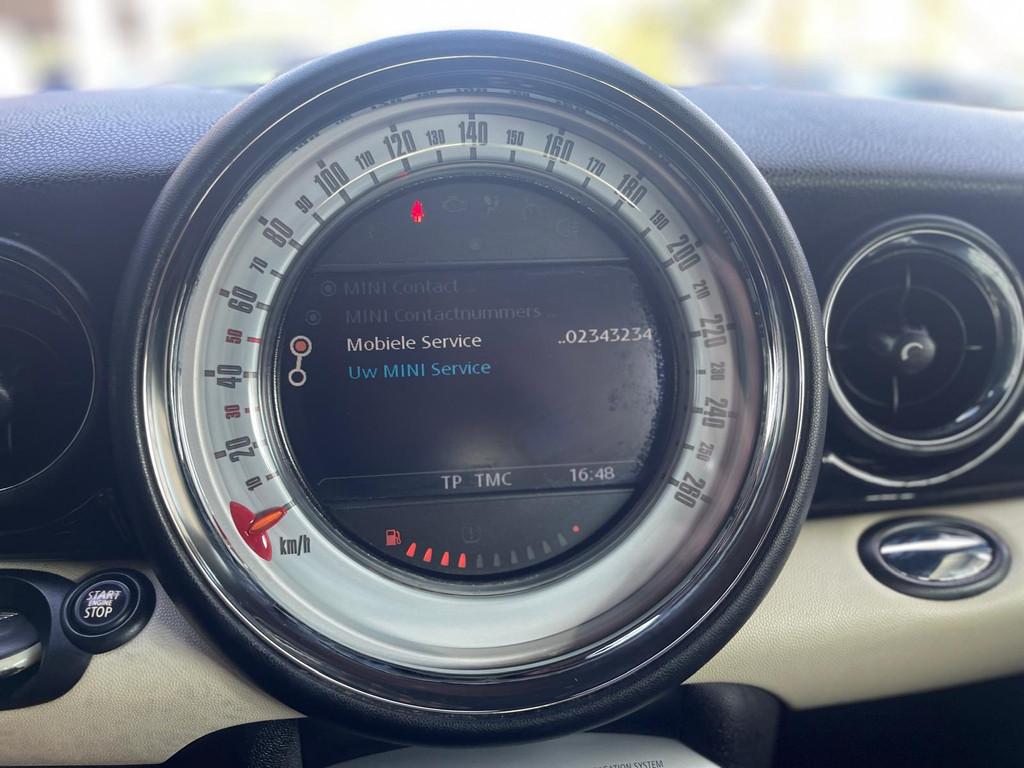 10
20
30
40
50
60
70
80
90
100
110
120
130
140
150
160
170
180
190
200
210
220
230
240
250
260
km/h
MINI Contact ...
MINI Contactnummers ...
Mobiele Service ..02343234
Uw MINI Service
TP TMC 16:48
START
ENGINE
STOP
SYSTEM